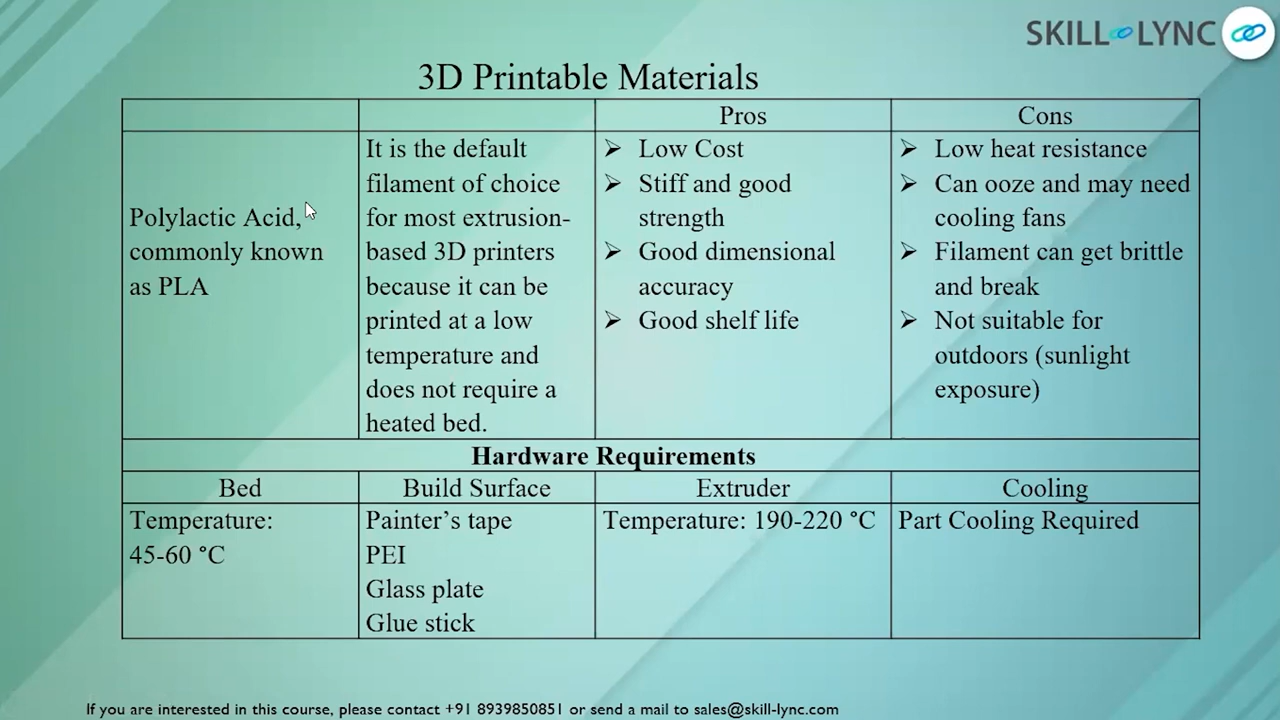 SKILL LYNC
3D Printable Materials
Pros
Cons
Polylactic Acid,
commonly known
as PLA
It is the default
filament of choice
for most extrusion-
based 3D printers
because it can be
printed at a low
temperature and
does not require a
heated bed.
➢ Low Cost
➢ Stiff and good
strength
➢ Good dimensional
accuracy
➢ Good shelf life
➢ Low heat resistance
➢ Can ooze and may need
cooling fans
➢ Filament can get brittle
and break
➢ Not suitable for
outdoors (sunlight
exposure)
Hardware Requirements
Bed
Build Surface
Extruder
Cooling
Temperature:
45-60 °C
Painter’s tape
PEI
Glass plate
Glue stick
Temperature: 190-220 °C
Part Cooling Required
If you are interested in this course, please contact +91 8939850851 or send a mail to sales@skill-lync.com